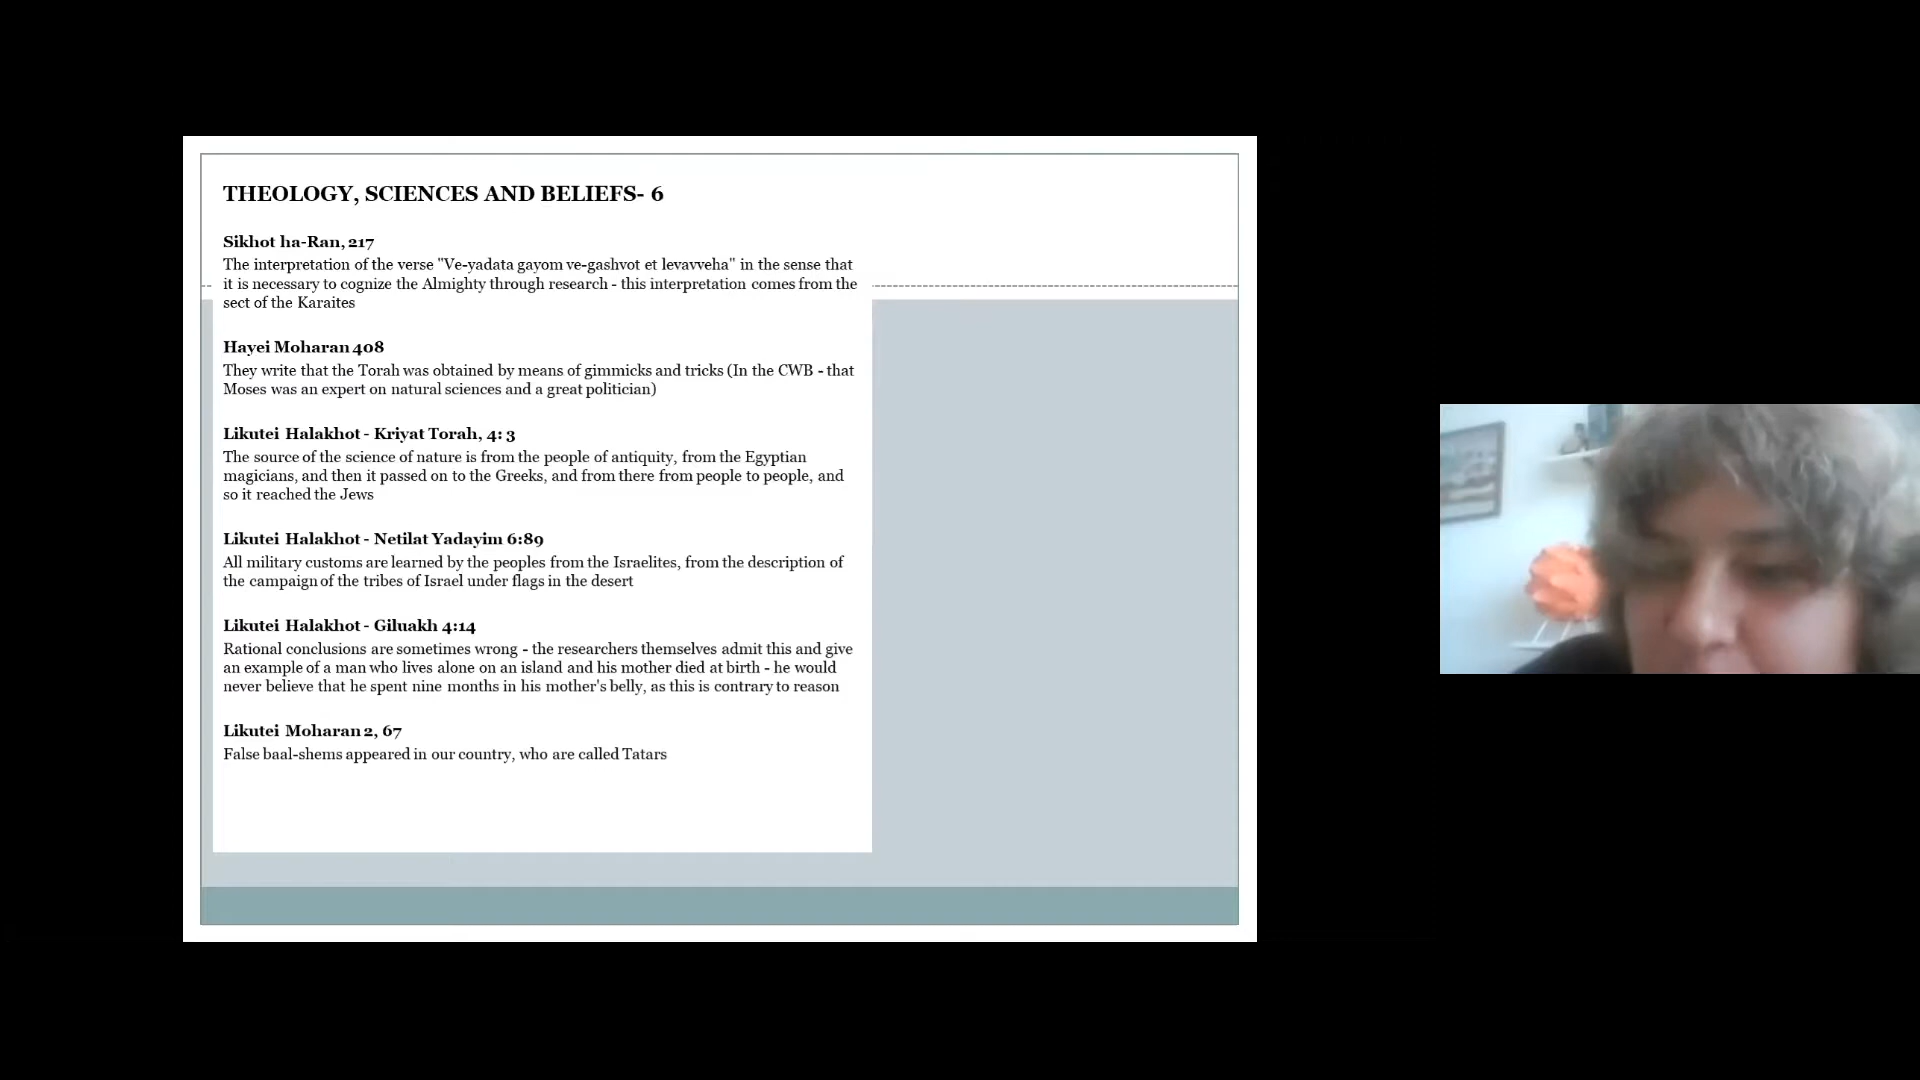 THEOLOGY, SCIENCES AND BELIEFS- 6
Sikhot ha-Ran, 217
The interpretation of the verse "Ve-yadata gayom ve-gashvot et levavveha" in the sense that
it is necessary to cognize the Almighty through research - this interpretation comes from the
sect of the Karaites
Hayei Moharan 408
They write that the Torah was obtained by means of gimmicks and tricks (In the CWB - that
Moses was an expert on natural sciences and a great politician)
Likutei Halakhot - Kriyat Torah, 4: 3
The source of the science of nature is from the people of antiquity, from the Egyptian
magicians, and then it passed on to the Greeks, and from there from people to people, and
so it reached the Jews
Likutei Halakhot - Netilat Yadayim 6:89
All military customs are learned by the peoples from the Israelites, from the description of
the campaign of the tribes of Israel under flags in the desert
Likutei Halakhot - Giluakh 4:14
Rational conclusions are sometimes wrong - the researchers themselves admit this and give
an example of a man who lives alone on an island and his mother died at birth - he would
never believe that he spent nine months in his mother's belly, as this is contrary to reason
Likutei Moharan 2, 67
False baal-shems appeared in our country, who are called Tatars